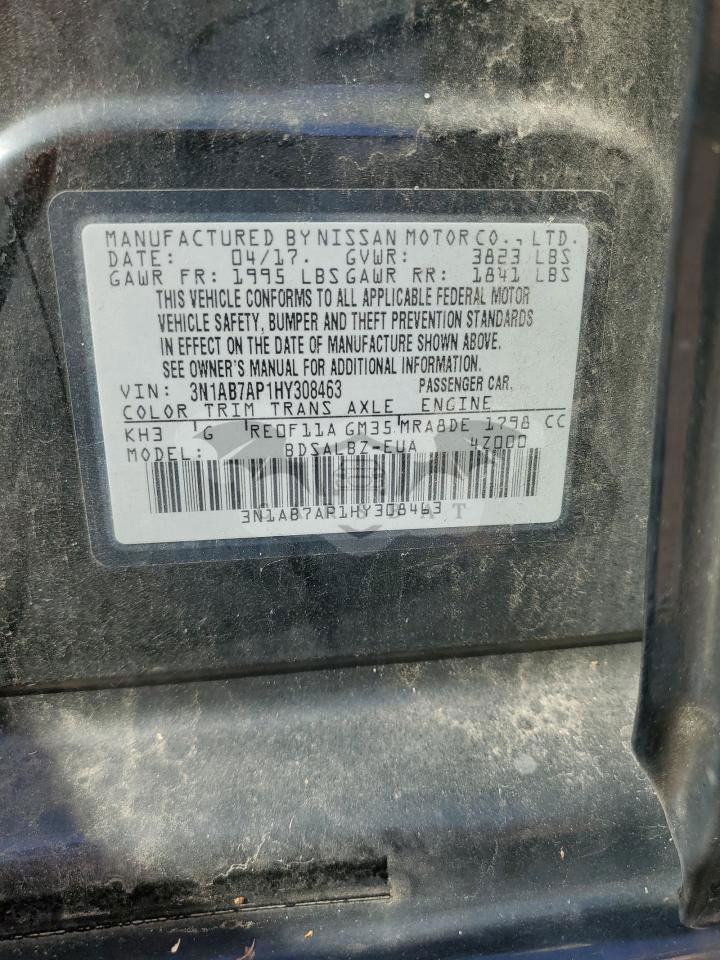 MANUFACTURED BY NISSAN MOTOR CO., LTD.
DATE: 04/17. GVWR: 3823 LBS
GAWR FR: 1995 LBS GAWR RR: 1841 LBS
THIS VEHICLE CONFORMS TO ALL APPLICABLE FEDERAL MOTOR
VEHICLE SAFETY, BUMPER AND THEFT PREVENTION STANDARDS
IN EFFECT ON THE DATE OF MANUFACTURE SHOWN ABOVE.
SEE OWNER'S MANUAL FOR ADDITIONAL INFORMATION.
VIN: 3N1AB7AP1HY308463 PASSENGER CAR.
COLOR TRIM TRANS AXLE ENGINE
KH3 G RE0F11A GM35 MRA8DE 1798 CC
MODEL: BDSALBZ-EUA 4Z000
3N1AB7AP1HY308463